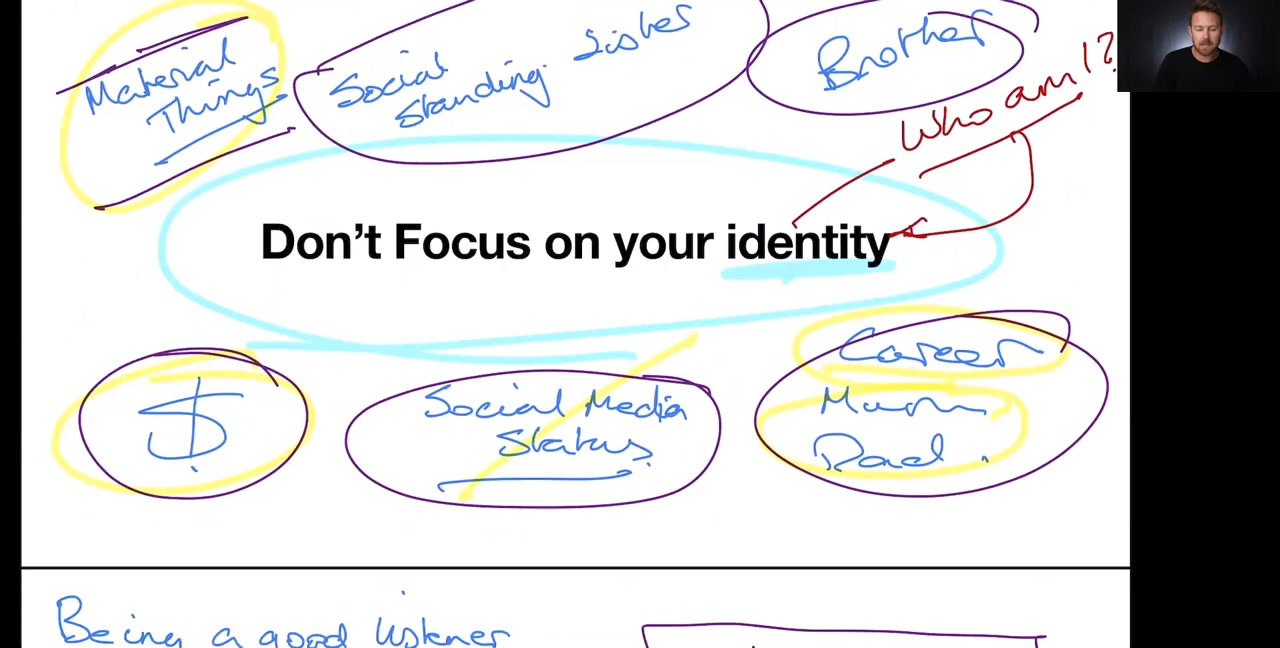 Material
Things
Social
Standing.
Sister
Brother
Who am I?
Don't Focus on your identity
$
Social Media
Status
Career
Mum
Dad.
Being a good listener